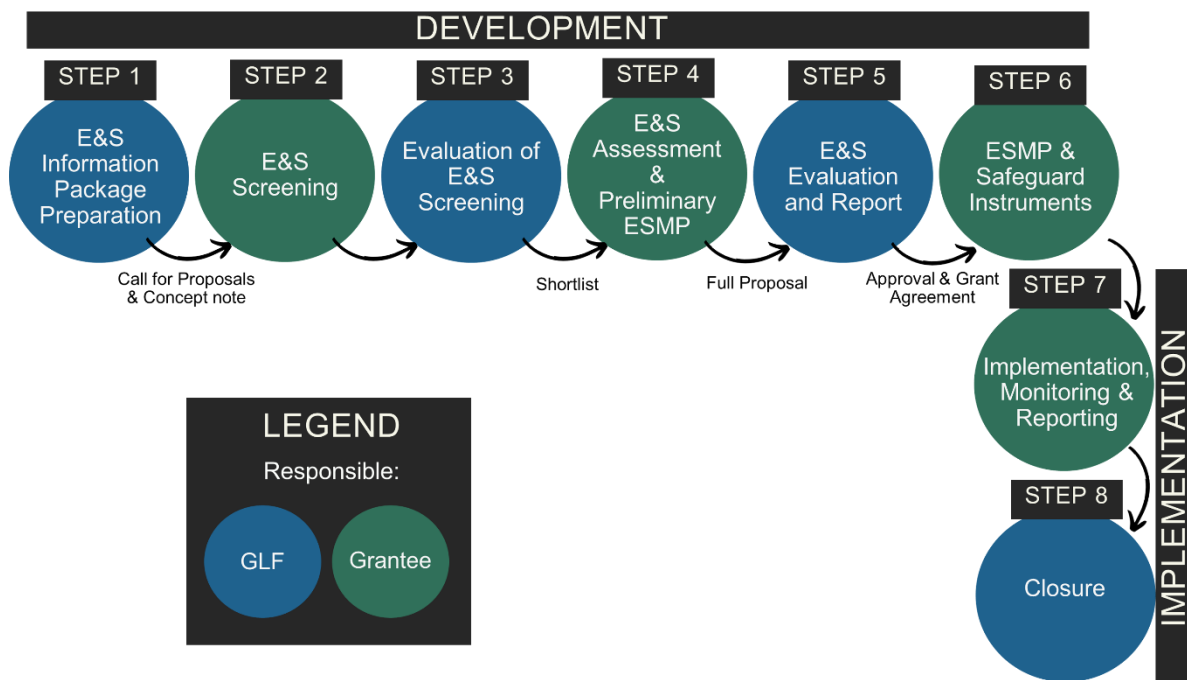 DEVELOPMENT
STEP 1
E&S
Information
Package
Preparation
STEP 2
E&S
Screening
STEP 3
Evaluation of
E&S
Screening
STEP 4
E&S
Assessment
&
Preliminary
ESMP
STEP 5
E&S
Evaluation
and Report
STEP 6
ESMP &
Safeguard
Instruments
Call for Proposals
& Concept note
Shortlist
Full Proposal
Approval & Grant
Agreement
STEP 7
Implementation,
Monitoring &
Reporting
STEP 8
Closure
IMPLEMENTATION
LEGEND
Responsible:
GLF
Grantee